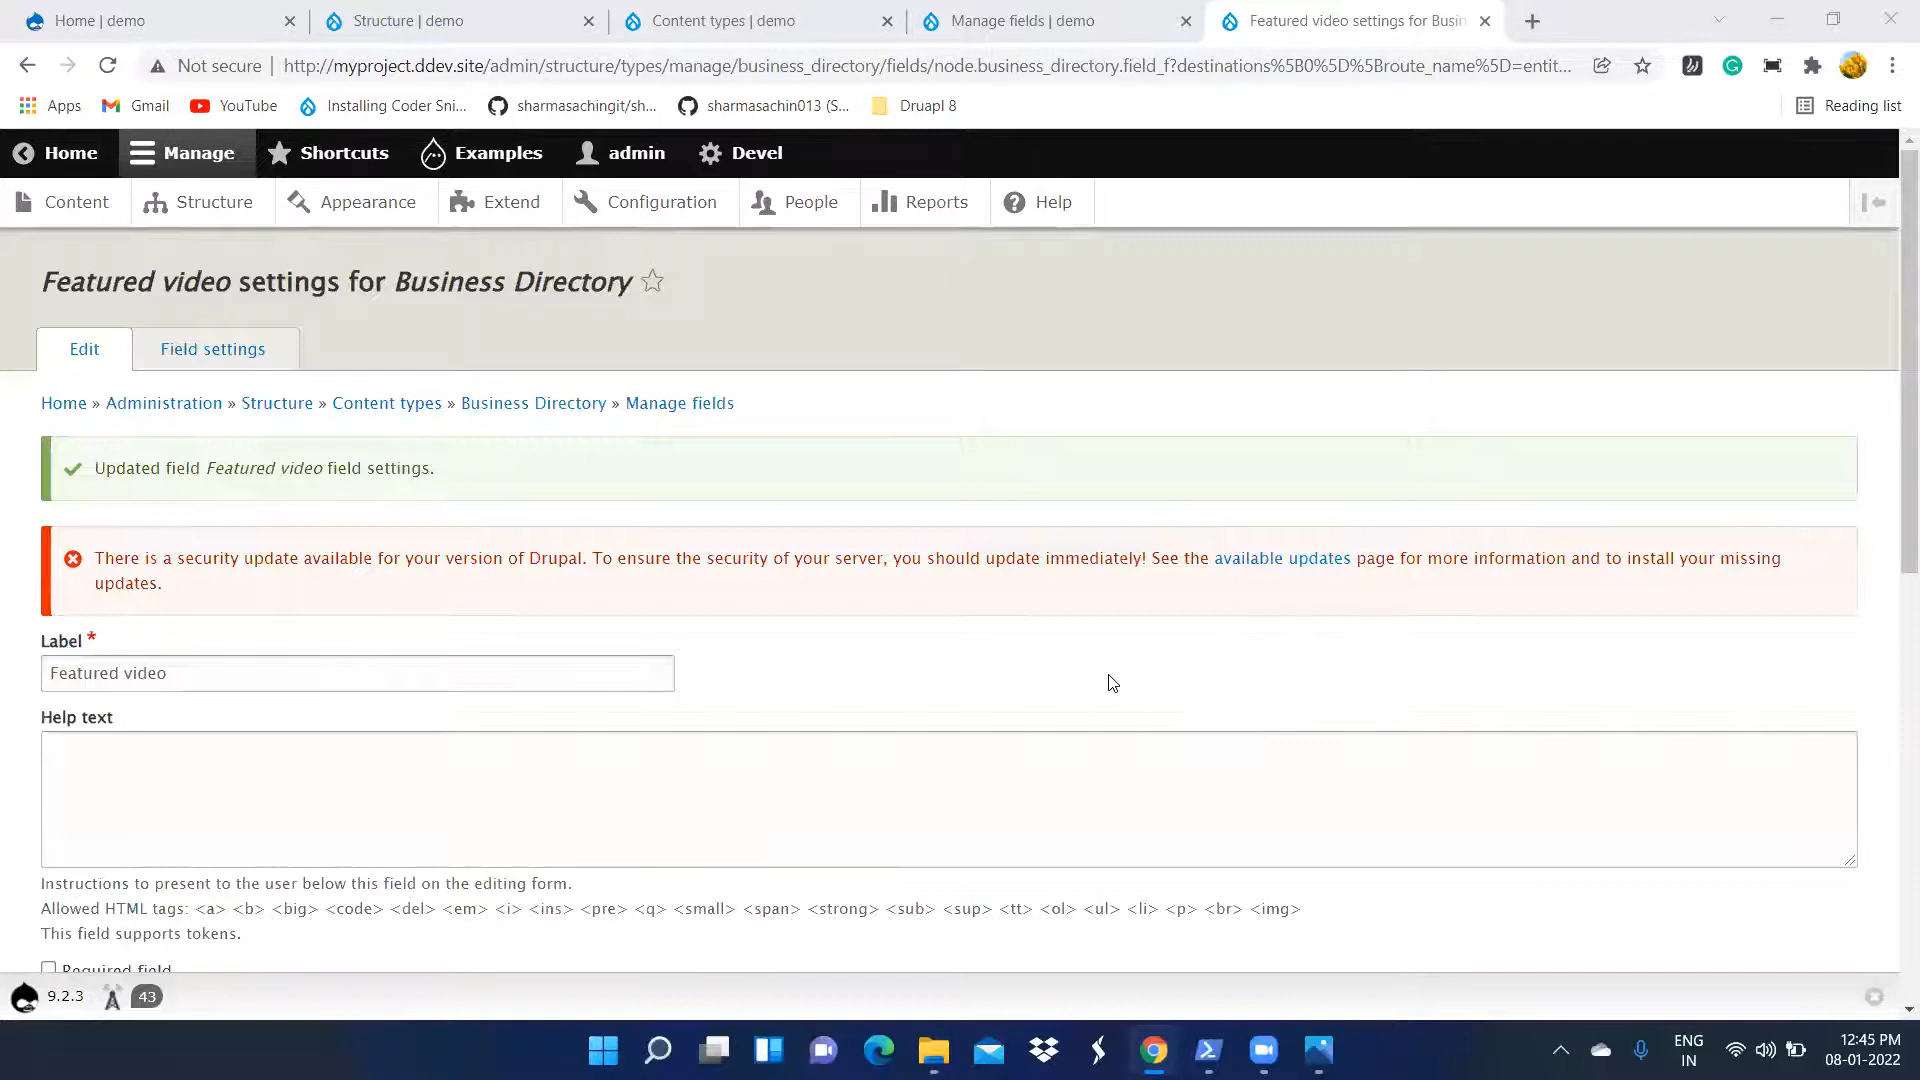 Home | demo
Structure | demo
Content types | demo
Manage fields | demo
Featured video settings for Busin
Not secure
http://myproject.ddev.site/admin/structure/types/manage/business_directory/fields/node.business_directory.field_f?destinations%5B0%5D%5Broute_name%5D=entit...
Apps
Gmail
YouTube
Installing Coder Sni...
sharmasachingit/sh...
sharmasachin013 (S...
Druapl 8
Reading list
Home
Manage
Shortcuts
Examples
admin
Devel
Content
Structure
Appearance
Extend
Configuration
People
Reports
Help
Featured video settings for Business Directory
Edit
Field settings
Home » Administration » Structure » Content types » Business Directory » Manage fields
Updated field Featured video field settings.
There is a security update available for your version of Drupal. To ensure the security of your server, you should update immediately! See the available updates page for more information and to install your missing
updates.
Label *
Featured video
Help text
Instructions to present to the user below this field on the editing form.
Allowed HTML tags: <a> <b> <big> <code> <del> <em> <i> <ins> <pre> <q> <small> <span> <strong> <sub> <sup> <tt> <ol> <ul> <li> <p> <br> <img>
This field supports tokens.
Required field
9.2.3
43
ENG
IN
12:45 PM
08-01-2022